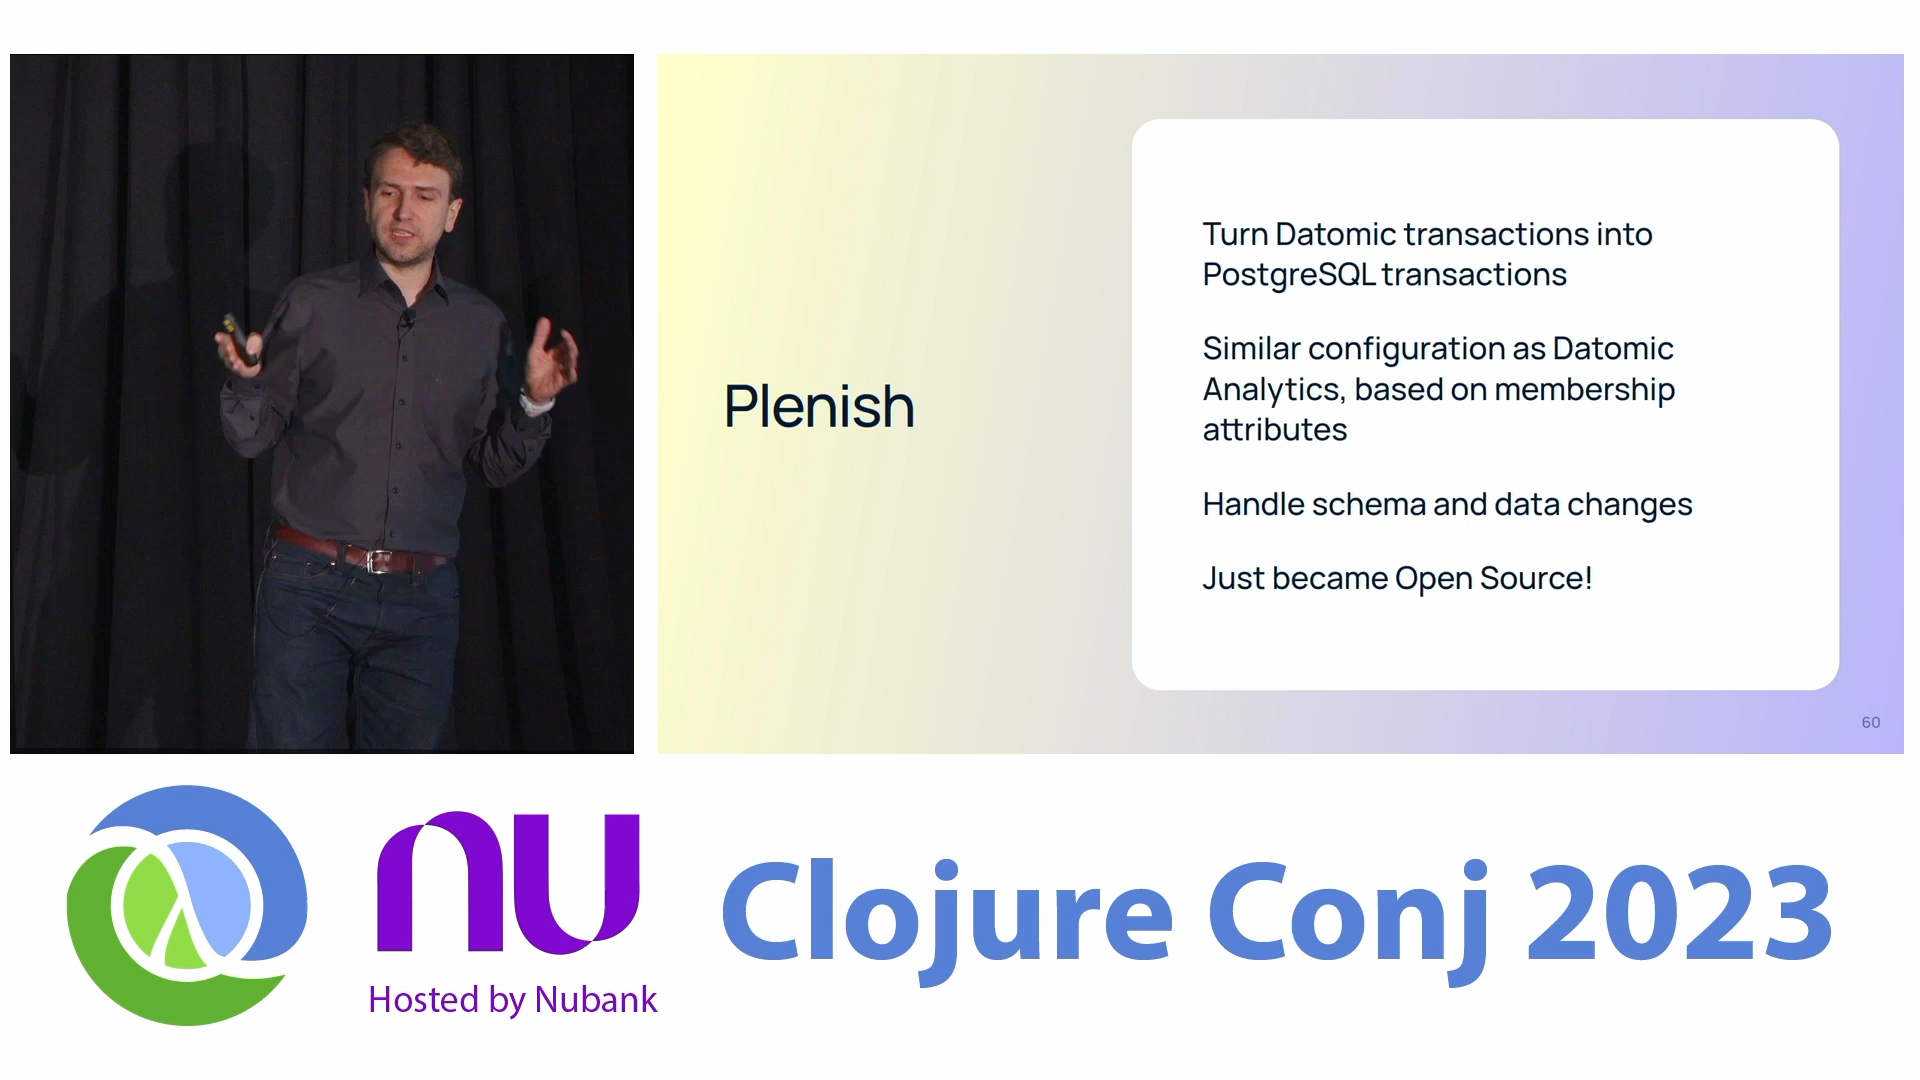 Plenish
Turn Datomic transactions into
PostgreSQL transactions
Similar configuration as Datomic
Analytics, based on membership
attributes
Handle schema and data changes
Just became Open Source!
60
nu
Hosted by Nubank
Clojure Conj 2023